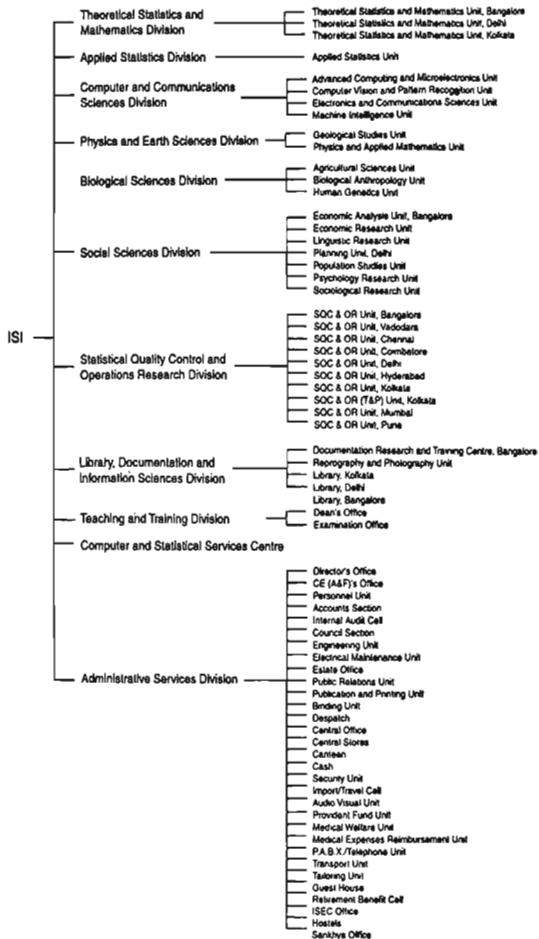 Theoretical Statistics and
Mathematics Division
Theoretical Statistics and Mathematics Unit, Bangalore
Theoretical Statistics and Mathematics Unit, Delhi
Theoretical Statistics and Mathematics Unit, Kolkata
Applied Statistics Division
Applied Statistics Unit
Computer and Communications
Sciences Division
Advanced Computing and Microelectronics Unit
Computer Vision and Pattern Recognition Unit
Electronics and Communications Sciences Unit
Machine Intelligence Unit
Physics and Earth Sciences Division
Geological Studies Unit
Physics and Applied Mathematics Unit
Biological Sciences Division
Agricultural Sciences Unit
Biological Anthropology Unit
Human Genetics Unit
Social Sciences Division
Economic Analysis Unit, Bangalore
Economic Research Unit
Linguistic Research Unit
Planning Unit, Delhi
Population Studies Unit
Psychology Research Unit
Sociological Research Unit
ISI
Statistical Quality Control and
Operations Research Division
SQC & OR Unit, Bangalore
SQC & OR Unit, Vadodara
SQC & OR Unit, Chennai
SQC & OR Unit, Coimbatore
SQC & OR Unit, Delhi
SQC & OR Unit, Hyderabad
SQC & OR Unit, Kolkata
SQC & OR (T&P) Unit, Kolkata
SQC & OR Unit, Mumbai
SQC & OR Unit, Pune
Library, Documentation and
Information Sciences Division
Documentation Research and Training Centre, Bangalore
Reprography and Photography Unit
Library, Kolkata
Library, Delhi
Library, Bangalore
Teaching and Training Division
Dean's Office
Examination Office
Computer and Statistical Services Centre
Administrative Services Division
Director's Office
CE (A&F)'s Office
Personnel Unit
Accounts Section
Internal Audit Cell
Council Section
Engineering Unit
Electrical Maintenance Unit
Estate Office
Public Relations Unit
Publication and Printing Unit
Binding Unit
Despatch
Central Office
Central Stores
Canteen
Cash
Security Unit
Import/Travel Cell
Audio Visual Unit
Provident Fund Unit
Medical Welfare Unit
Medical Expenses Reimbursement Unit
P.A.B.X./Telephone Unit
Transport Unit
Tailoring Unit
Guest House
Retirement Benefit Cell
ISEC Office
Hostels
Sankhya Office